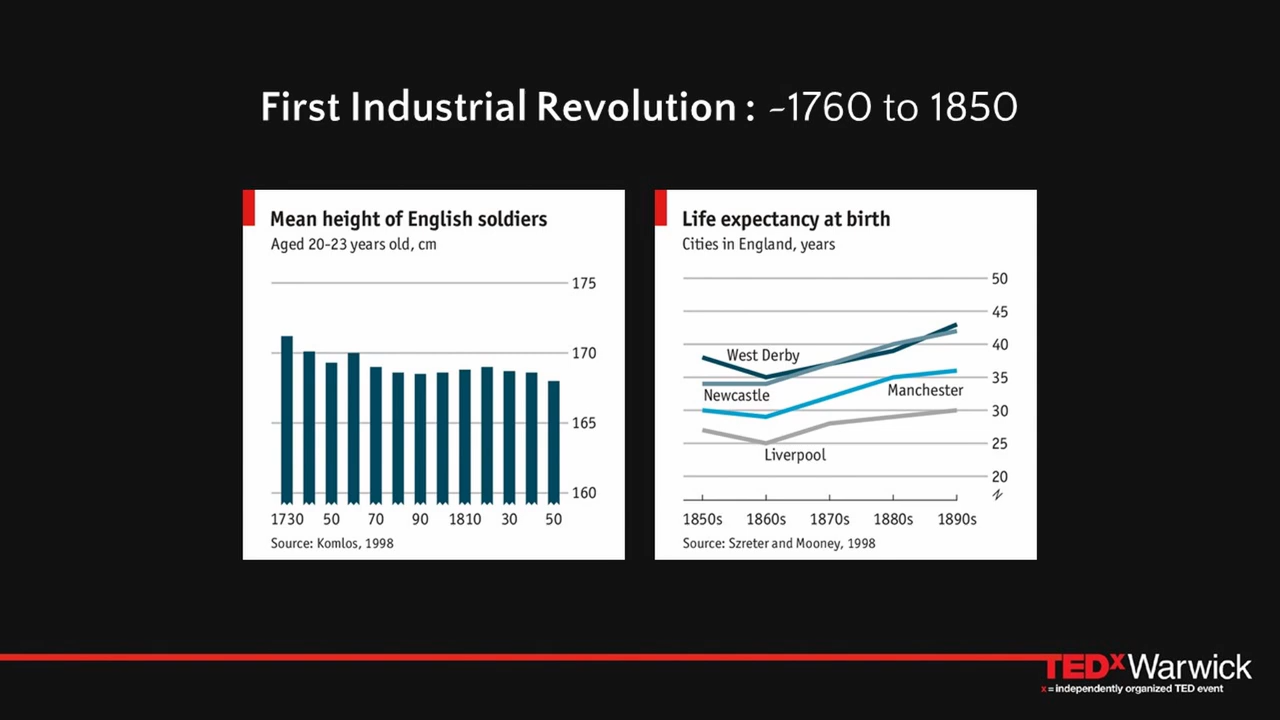 First Industrial Revolution : ~1760 to 1850
Mean height of English soldiers
Aged 20-23 years old, cm
175
170
165
160
1730 50 70 90 1810 30 50
Source: Komlos, 1998
Life expectancy at birth
Cities in England, years
50
45
40
35
30
25
20
West Derby
Newcastle
Manchester
Liverpool
1850s 1860s 1870s 1880s 1890s
Source: Szreter and Mooney, 1998
TEDxWarwick
x = independently organized TED event